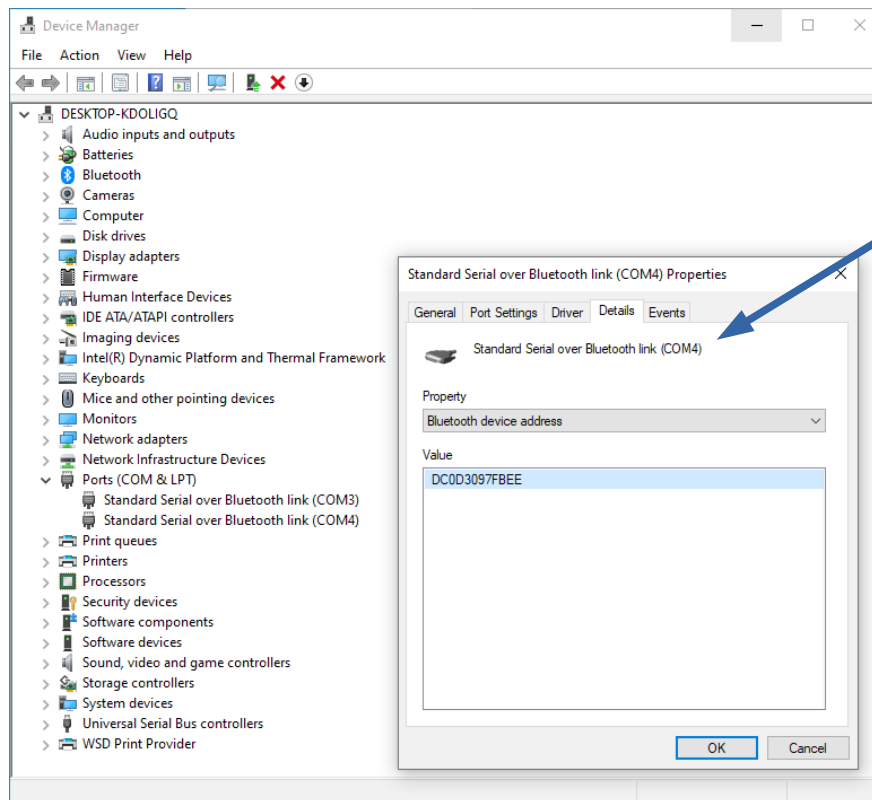 Device Manager
File Action View Help
DESKTOP-KDOLIGQ
Audio inputs and outputs
Batteries
Bluetooth
Cameras
Computer
Disk drives
Display adapters
Firmware
Human Interface Devices
IDE ATA/ATAPI controllers
Imaging devices
Intel(R) Dynamic Platform and Thermal Framework
Keyboards
Mice and other pointing devices
Monitors
Network adapters
Network Infrastructure Devices
Ports (COM & LPT)
Standard Serial over Bluetooth link (COM3)
Standard Serial over Bluetooth link (COM4)
Print queues
Printers
Processors
Security devices
Software components
Software devices
Sound, video and game controllers
Storage controllers
System devices
Universal Serial Bus controllers
WSD Print Provider
Standard Serial over Bluetooth link (COM4) Properties
General Port Settings Driver Details Events
Standard Serial over Bluetooth link (COM4)
Property
Bluetooth device address
Value
DC0D3097FBEE
OK Cancel